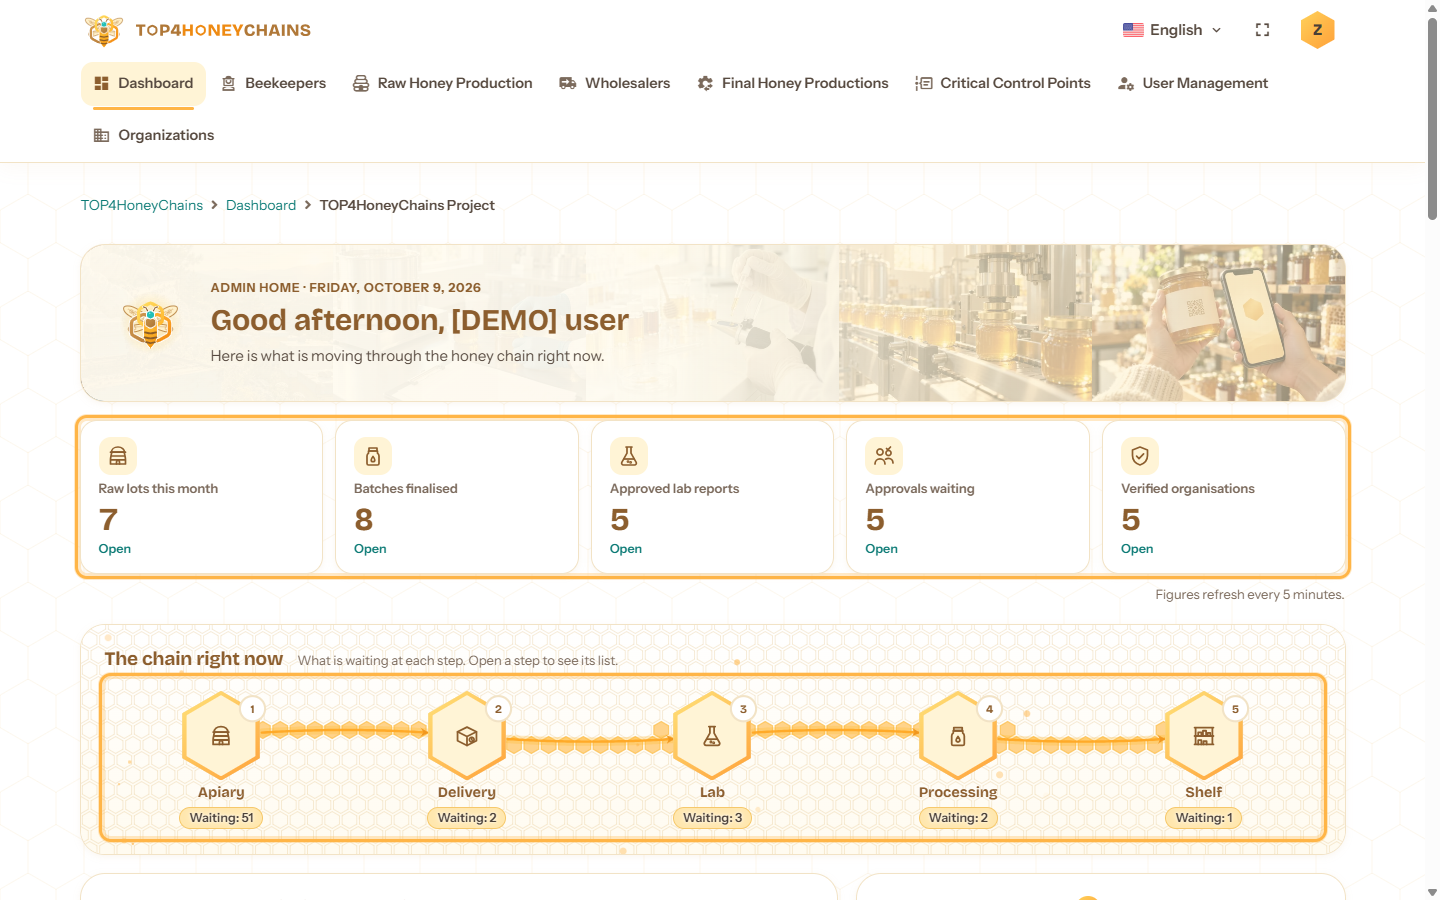 TOP4HONEYCHAINS
English
Z
Dashboard
Beekeepers
Raw Honey Production
Wholesalers
Final Honey Productions
Critical Control Points
User Management
Organizations
TOP4HoneyChains > Dashboard > TOP4HoneyChains Project
ADMIN HOME · FRIDAY, OCTOBER 9, 2026
Good afternoon, [DEMO] user
Here is what is moving through the honey chain right now.
Raw lots this month
7
Open
Batches finalised
8
Open
Approved lab reports
5
Open
Approvals waiting
5
Open
Verified organisations
5
Open
Figures refresh every 5 minutes.
The chain right now
What is waiting at each step. Open a step to see its list.
1
Apiary
Waiting: 51
2
Delivery
Waiting: 2
3
Lab
Waiting: 3
4
Processing
Waiting: 2
5
Shelf
Waiting: 1